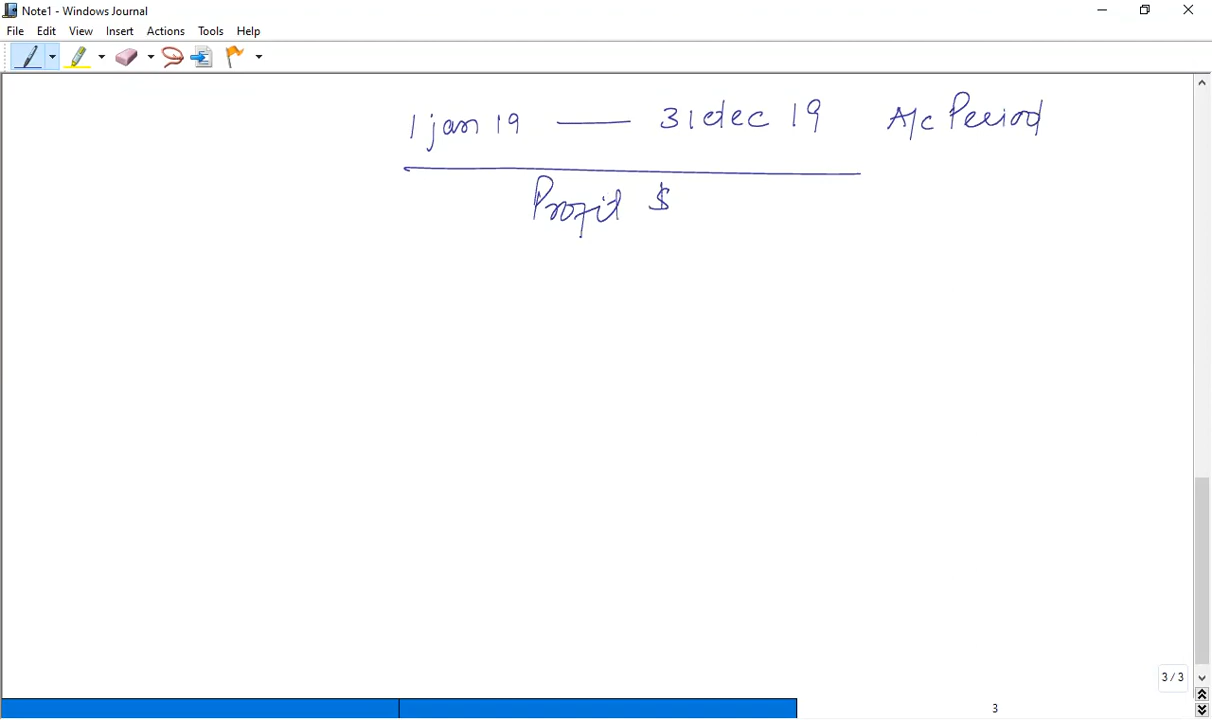 Note1 - Windows Journal
File Edit View Insert Actions Tools Help
1 jan 19 — 31 dec 19 A/c Period
Profit $
3 / 3
3